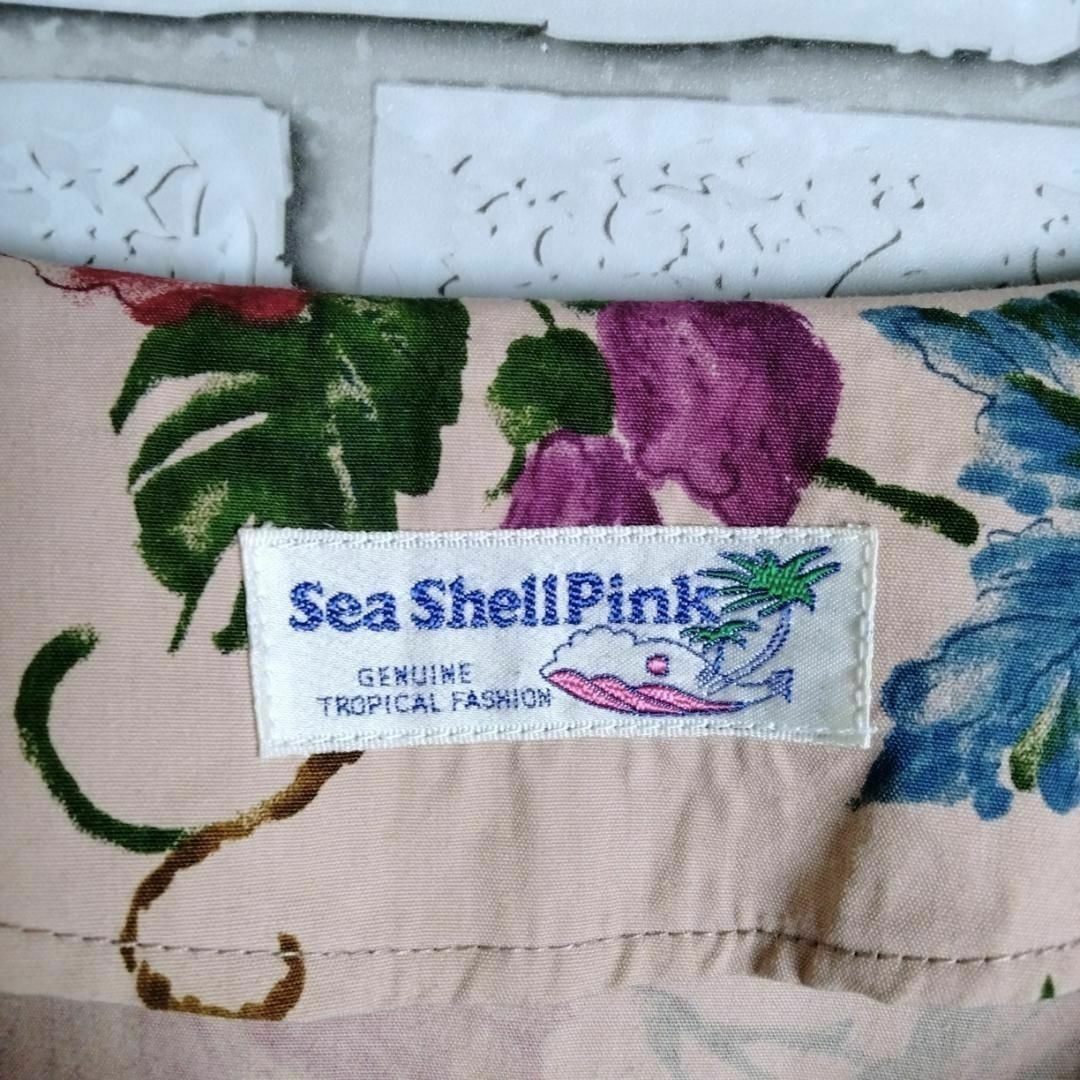 Sea Shell Pink
GENUINE
TROPICAL FASHION